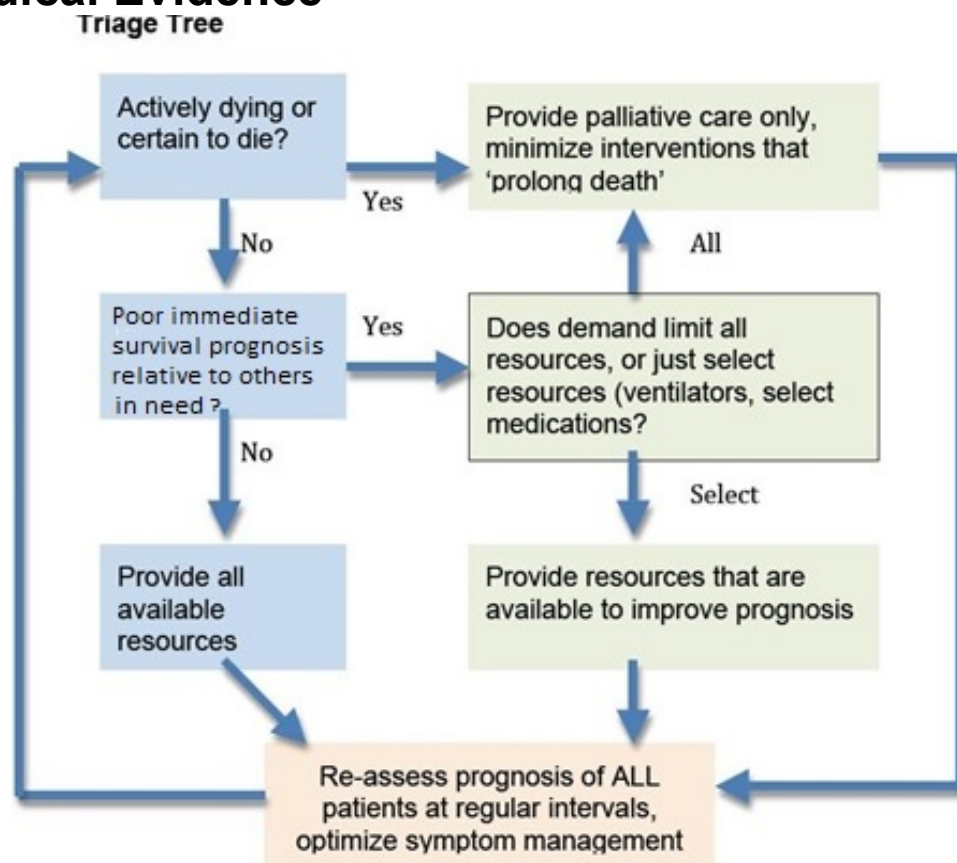 Triage Tree
Actively dying or
certain to die?
Yes
Provide palliative care only,
minimize interventions that
‘prolong death’
No
All
Poor immediate
survival prognosis
relative to others
in need?
Yes
Does demand limit all
resources, or just select
resources (ventilators, select
medications?
No
Select
Provide all
available
resources
Provide resources that are
available to improve prognosis
Re-assess prognosis of ALL
patients at regular intervals,
optimize symptom management